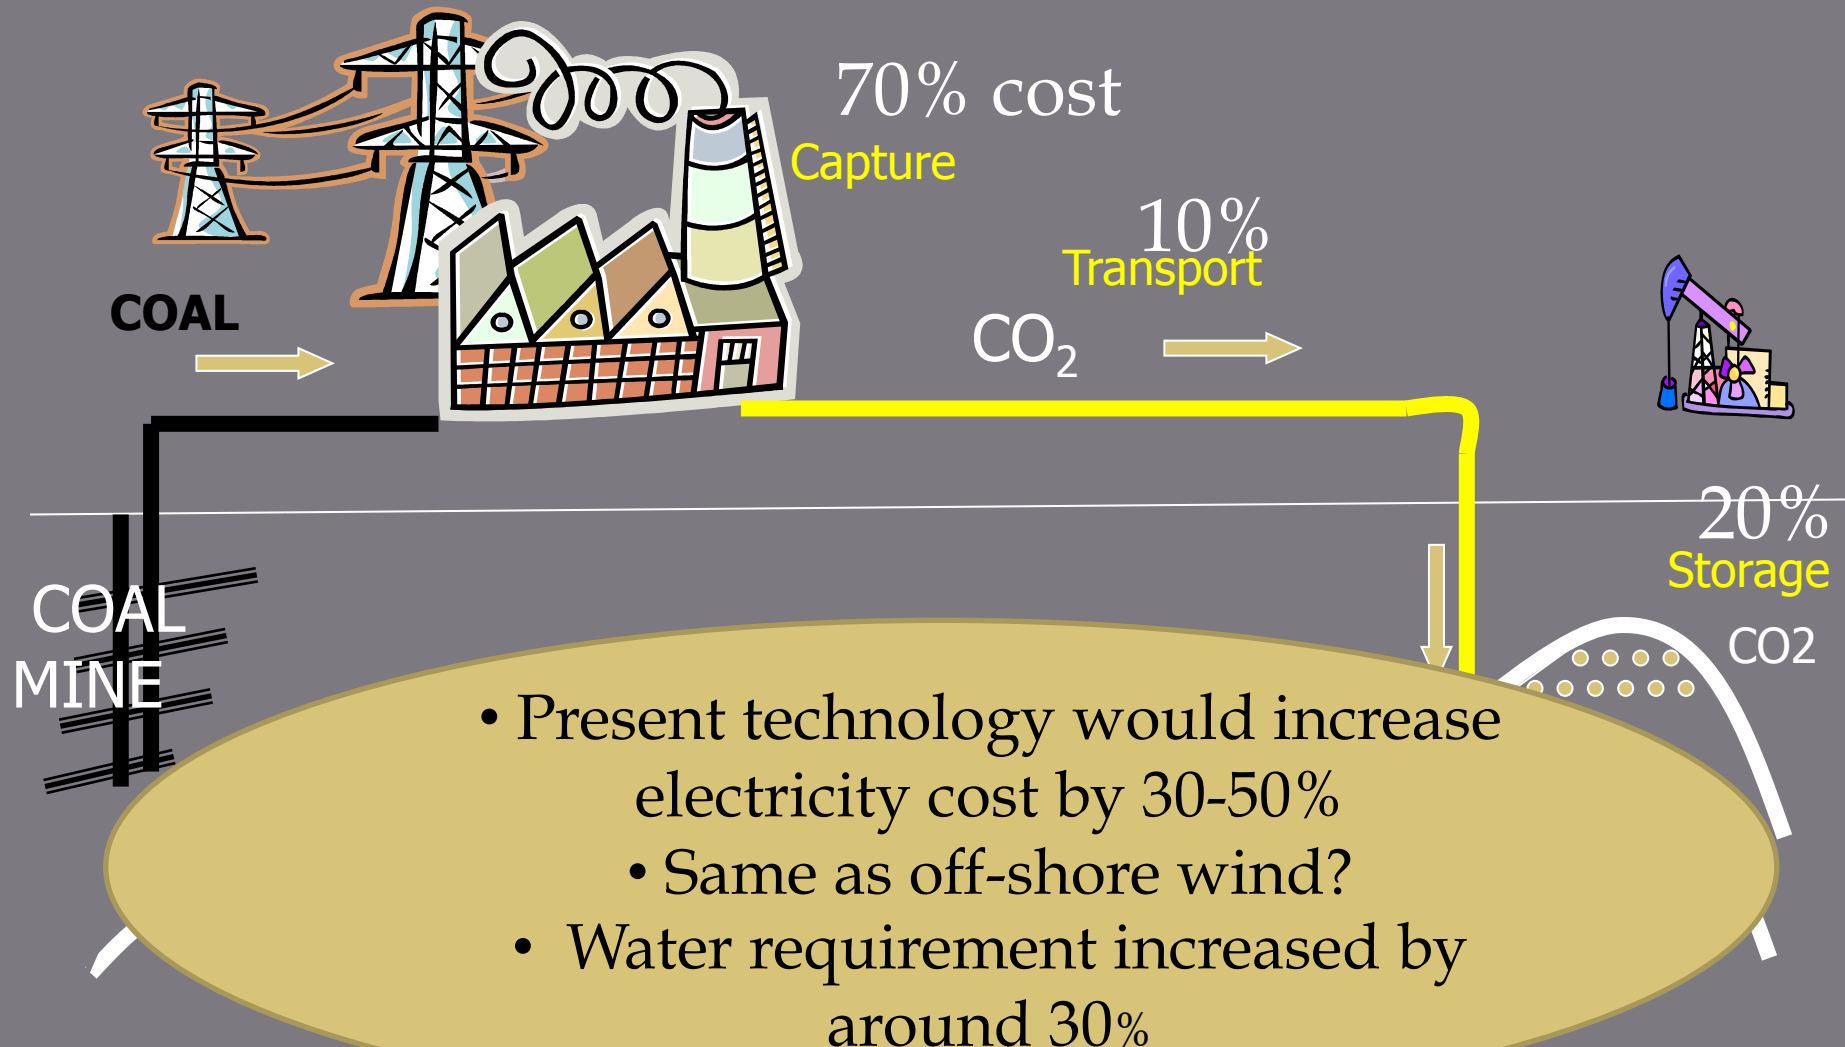 70% cost
Capture
10%
Transport
COAL
CO₂
20%
Storage
COAL
MINE
CO2
• Present technology would increase
electricity cost by 30-50%
• Same as off-shore wind?
• Water requirement increased by
around 30%